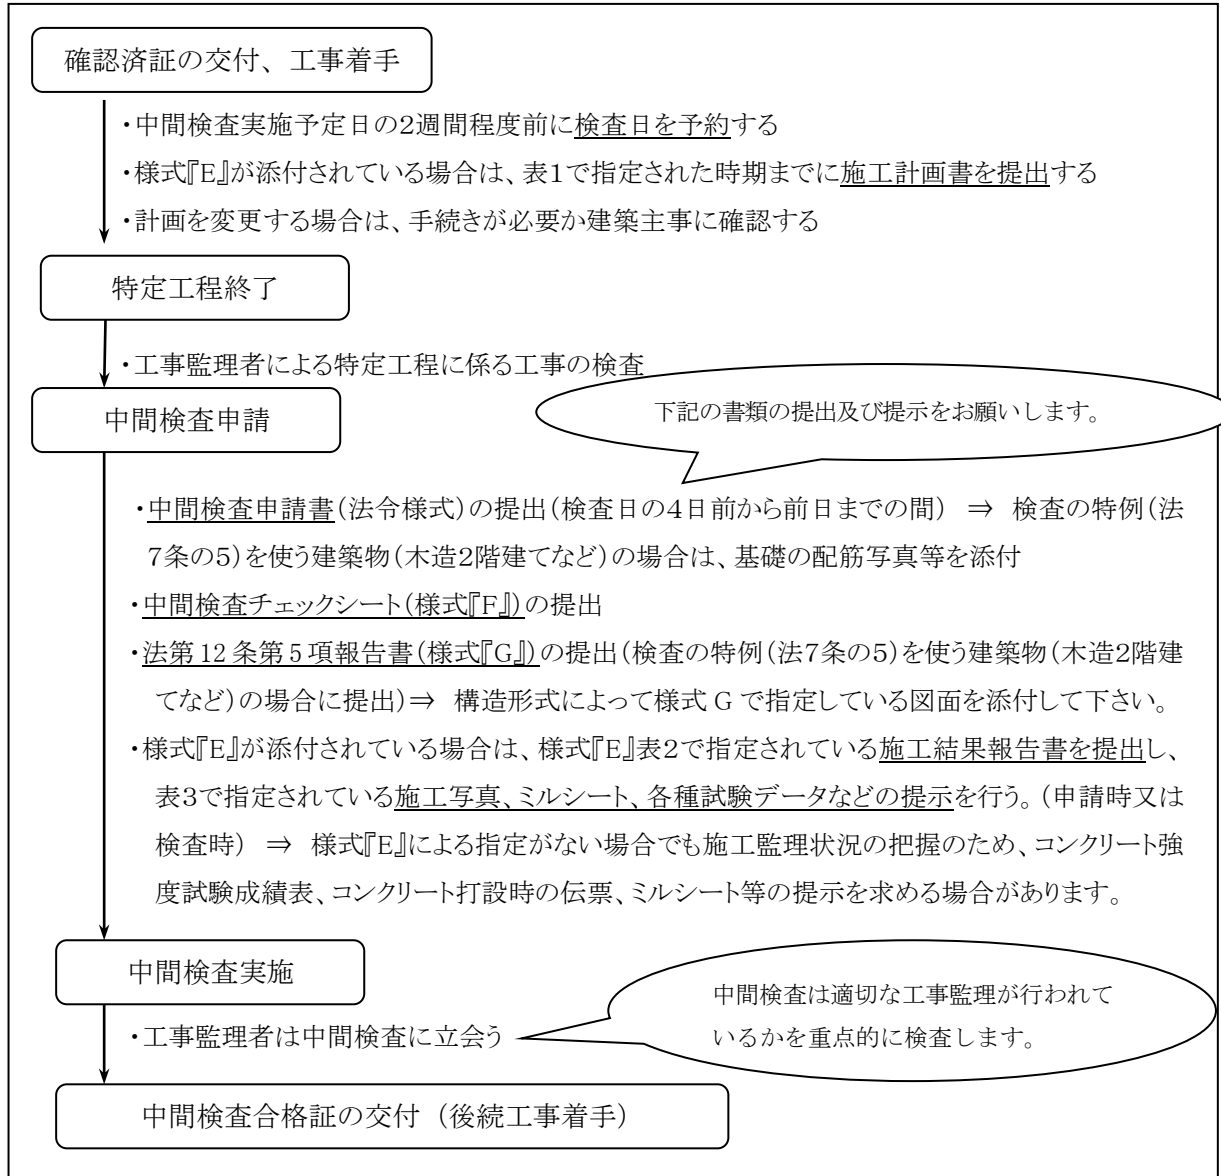 確認済証の交付、工事着手
・中間検査実施予定日の2週間程度前に検査日を予約する
・様式『E』が添付されている場合は、表1で指定された時期までに施工計画書を提出する
・計画を変更する場合は、手続きが必要か建築主事に確認する
特定工程終了
・工事監理者による特定工程に係る工事の検査
中間検査申請
下記の書類の提出及び提示をお願いします。
・中間検査申請書(法令様式)の提出(検査日の4日前から前日までの間) ⇒ 検査の特例(法
7条の5)を使う建築物(木造2階建てなど)の場合は、基礎の配筋写真等を添付
・中間検査チェックシート(様式『F』)の提出
・法第12条第5項報告書(様式『G』)の提出(検査の特例(法7条の5)を使う建築物(木造2階建
てなど)の場合に提出)⇒ 構造形式によって様式 G で指定している図面を添付して下さい。
・様式『E』が添付されている場合は、様式『E』表2で指定されている施工結果報告書を提出し、
表3で指定されている施工写真、ミルシート、各種試験データなどの提示を行う。(申請時又は
検査時) ⇒ 様式『E』による指定がない場合でも施工監理状況の把握のため、コンクリート強
度試験成績表、コンクリート打設時の伝票、ミルシート等の提示を求める場合があります。
中間検査実施
中間検査は適切な工事監理が行われて
いるかを重点的に検査します。
・工事監理者は中間検査に立会う
中間検査合格証の交付(後続工事着手)